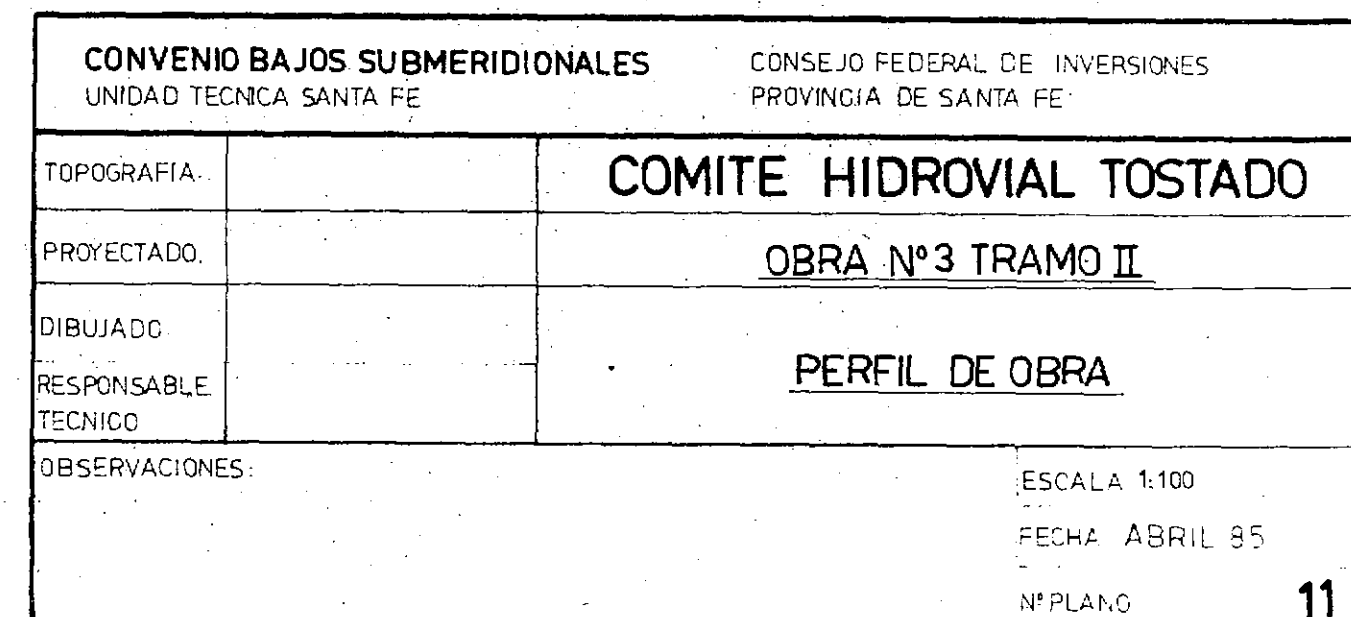 CONVENIO BAJOS SUBMERIDIONALES
UNIDAD TECNICA SANTA FE
CONSEJO FEDERAL DE INVERSIONES
PROVINCIA DE SANTA FE
TOPOGRAFIA
COMITE HIDROVIAL TOSTADO
PROYECTADO.
OBRA Nº3 TRAMO II
DIBUJADO
PERFIL DE OBRA
RESPONSABLE
TECNICO
OBSERVACIONES:
ESCALA 1:100
FECHA ABRIL 85
Nº PLANO 11